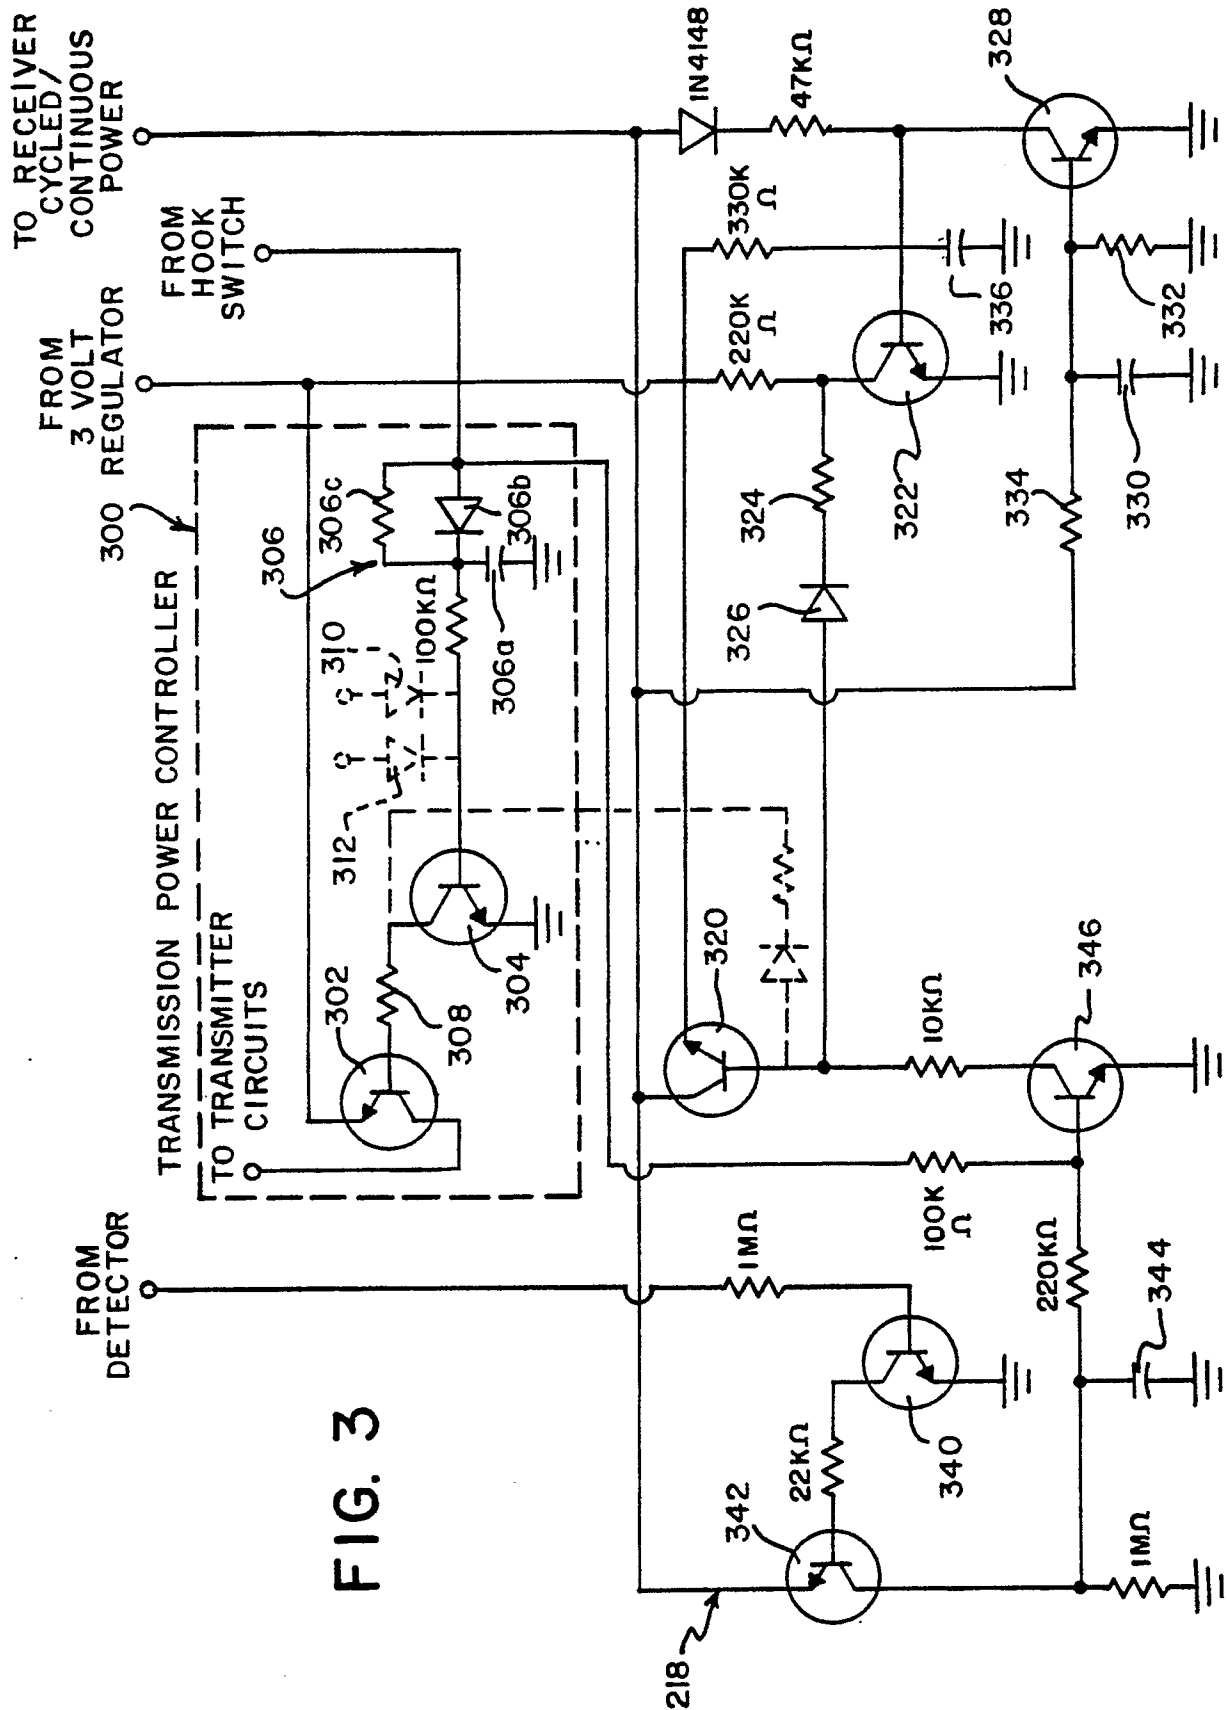 TO RECEIVER
CYCLED/
CONTINUOUS
POWER
FROM
HOOK
SWITCH
FROM
3 VOLT
REGULATOR
300
TRANSMISSION POWER CONTROLLER
TO TRANSMITTER
CIRCUITS
FROM
DETECTOR
306
306c
306b
306a
100KΩ
310
312
302
308
304
1N4148
47KΩ
328
330K
Ω
220K
Ω
336
332
322
324
326
334
330
320
10KΩ
346
100K
Ω
1MΩ
220KΩ
344
340
22KΩ
342
1MΩ
218
FIG. 3